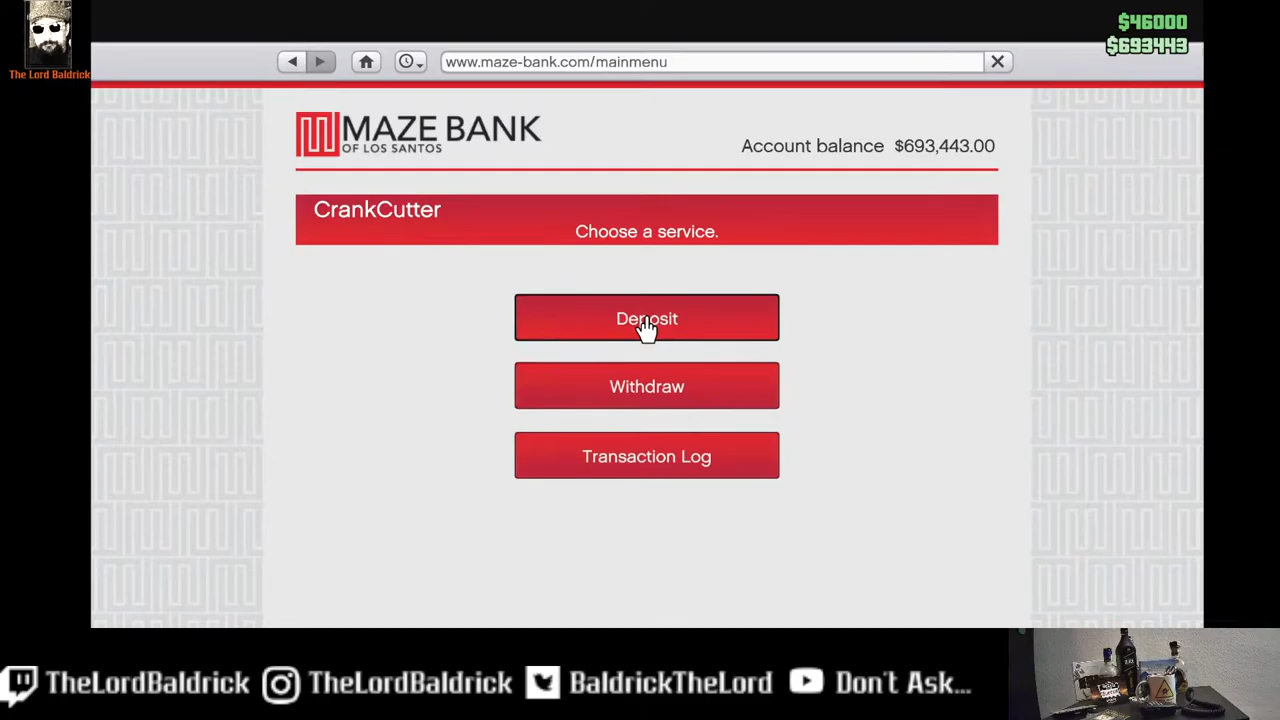 $46000
$693443
The Lord Baldrick
www.maze-bank.com/mainmenu
MAZE BANK
OF LOS SANTOS
Account balance $693,443.00
CrankCutter
Choose a service.
Deposit
Withdraw
Transaction Log
TheLordBaldrick TheLordBaldrick BaldrickTheLord Don't Ask...